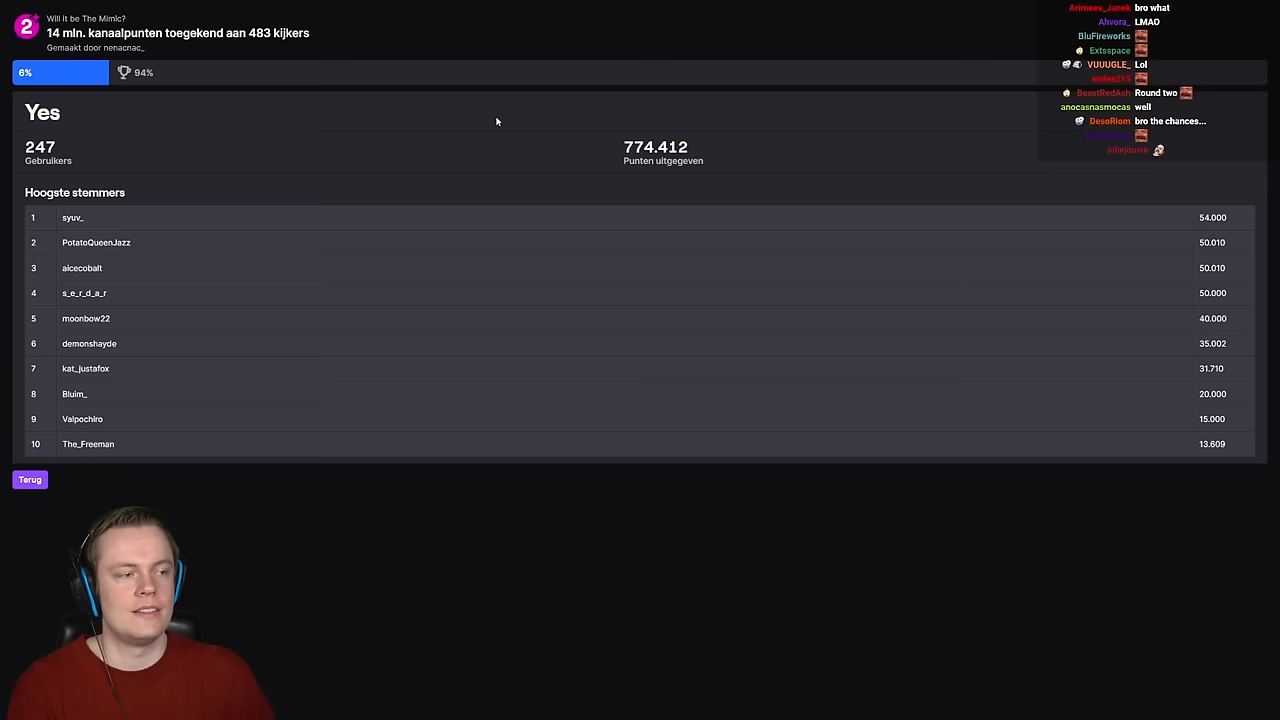 2
Will it be The Mimic?
14 mln. kanaalpunten toegekend aan 483 kijkers
Gemaakt door nenacnac_
6%
94%
Yes
247
Gebruikers
774.412
Punten uitgegeven
Hoogste stemmers
1 syuv_ 54.000
2 PotatoQueenJazz 50.010
3 aicecobalt 50.010
4 s_e_r_d_a_r 50.000
5 moonbow22 40.000
6 demonshayde 35.002
7 kat_justafox 31.710
8 Bluim_ 20.000
9 Valpochiro 15.000
10 The_Freeman 13.609
Terug
Arimees_Janek bro what
Ahvora_ LMAO
BluFireworks
Extspace
VUUUGLE_ Lol
andes215
BeastRedAsh Round two
anocasnasmocas well
DesoRiom bro the chances...
joliejouvie